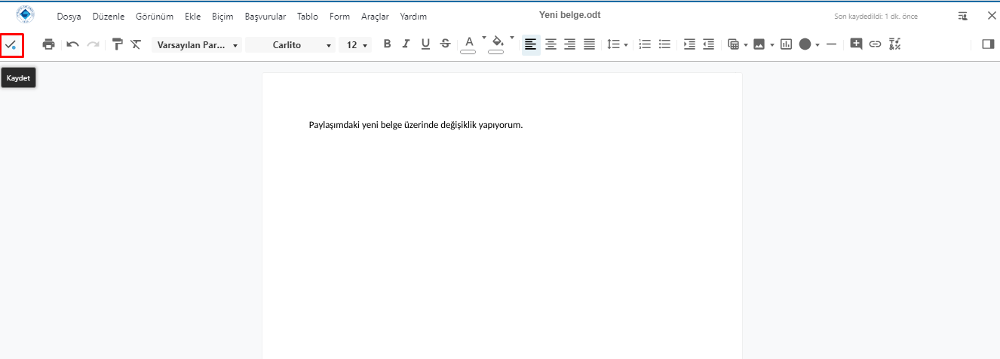 Dosya Düzenle Görünüm Ekle Biçim Başvurular Tablo Form Araçlar Yardım Yeni belge.odt Son kaydedildi: 1 dk. önce
Varsayılan Par... Carlito 12 B I U S A
Kaydet
Paylaşımdaki yeni belge üzerinde değişiklik yapıyorum.